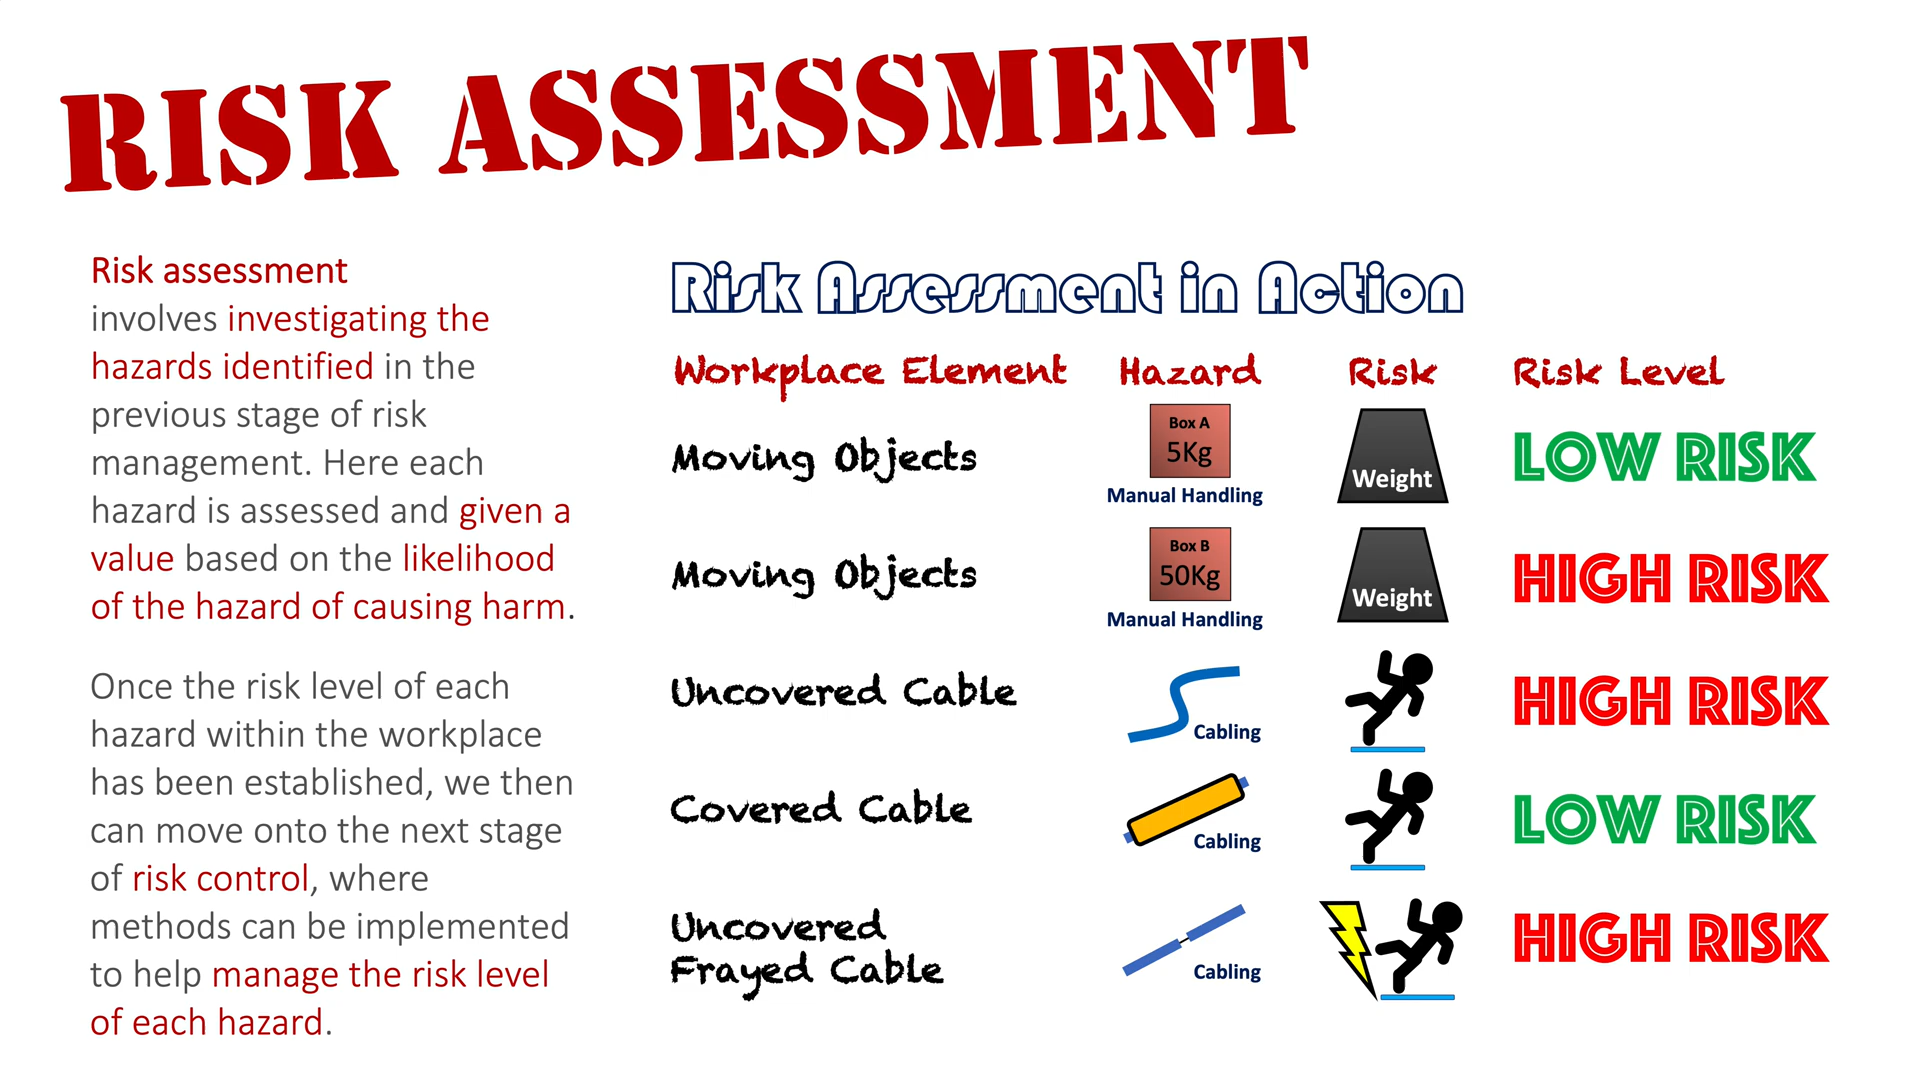 RISK ASSESSMENT
Risk assessment
involves investigating the
hazards identified in the
previous stage of risk
management. Here each
hazard is assessed and given a
value based on the likelihood
of the hazard of causing harm.
Once the risk level of each
hazard within the workplace
has been established, we then
can move onto the next stage
of risk control, where
methods can be implemented
to help manage the risk level
of each hazard.
Risk Assessment in Action
Workplace Element Hazard Risk Risk Level
Moving Objects
Box A
5Kg
Manual Handling
Weight
LOW RISK
Moving Objects
Box B
50Kg
Manual Handling
Weight
HIGH RISK
Uncovered Cable
Cabling
HIGH RISK
Covered Cable
Cabling
LOW RISK
Uncovered
Frayed Cable
Cabling
HIGH RISK